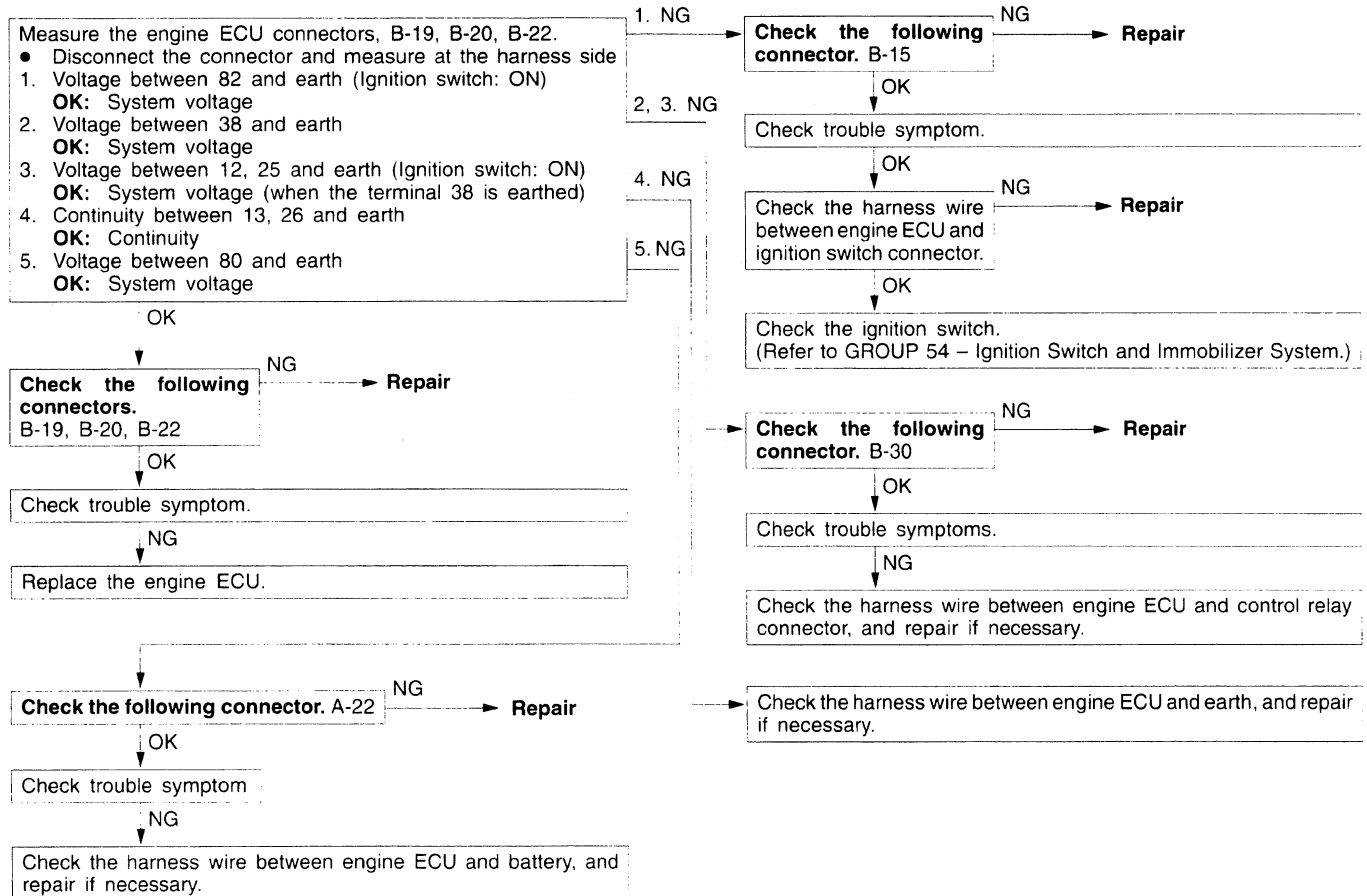 Measure the engine ECU connectors, B-19, B-20, B-22.
● Disconnect the connector and measure at the harness side
1. Voltage between 82 and earth (Ignition switch: ON)
OK: System voltage
2. Voltage between 38 and earth
OK: System voltage
3. Voltage between 12, 25 and earth (Ignition switch: ON)
OK: System voltage (when the terminal 38 is earthed)
4. Continuity between 13, 26 and earth
OK: Continuity
5. Voltage between 80 and earth
OK: System voltage
1. NG
2, 3. NG
4. NG
5. NG
OK
Check the following
connectors.
B-19, B-20, B-22
NG
Repair
OK
Check trouble symptom.
NG
Replace the engine ECU.
Check the following connector. A-22
NG
Repair
OK
Check trouble symptom
NG
Check the harness wire between engine ECU and battery, and
repair if necessary.
Check the following
connector. B-15
NG
Repair
OK
Check trouble symptom.
OK
Check the harness wire
between engine ECU and
ignition switch connector.
NG
Repair
OK
Check the ignition switch.
(Refer to GROUP 54 – Ignition Switch and Immobilizer System.)
Check the following
connector. B-30
NG
Repair
OK
Check trouble symptoms.
NG
Check the harness wire between engine ECU and control relay
connector, and repair if necessary.
Check the harness wire between engine ECU and earth, and repair
if necessary.